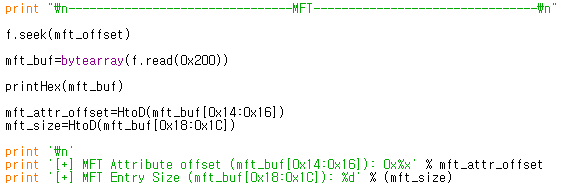 print "₩n--------------------------------MFT--------------------------------₩n"
f.seek(mft_offset)
mft_buf=bytearray(f.read(0x200))
printHex(mft_buf)
mft_attr_offset=HtoD(mft_buf[0x14:0x16])
mft_size=HtoD(mft_buf[0x18:0x1C])
print '₩n'
print '[+] MFT Attribute offset (mft_buf[0x14:0x16]): 0x%x' % mft_attr_offset
print '[+] MFT Entry Size (mft_buf[0x18:0x1C]): %d' % (mft_size)